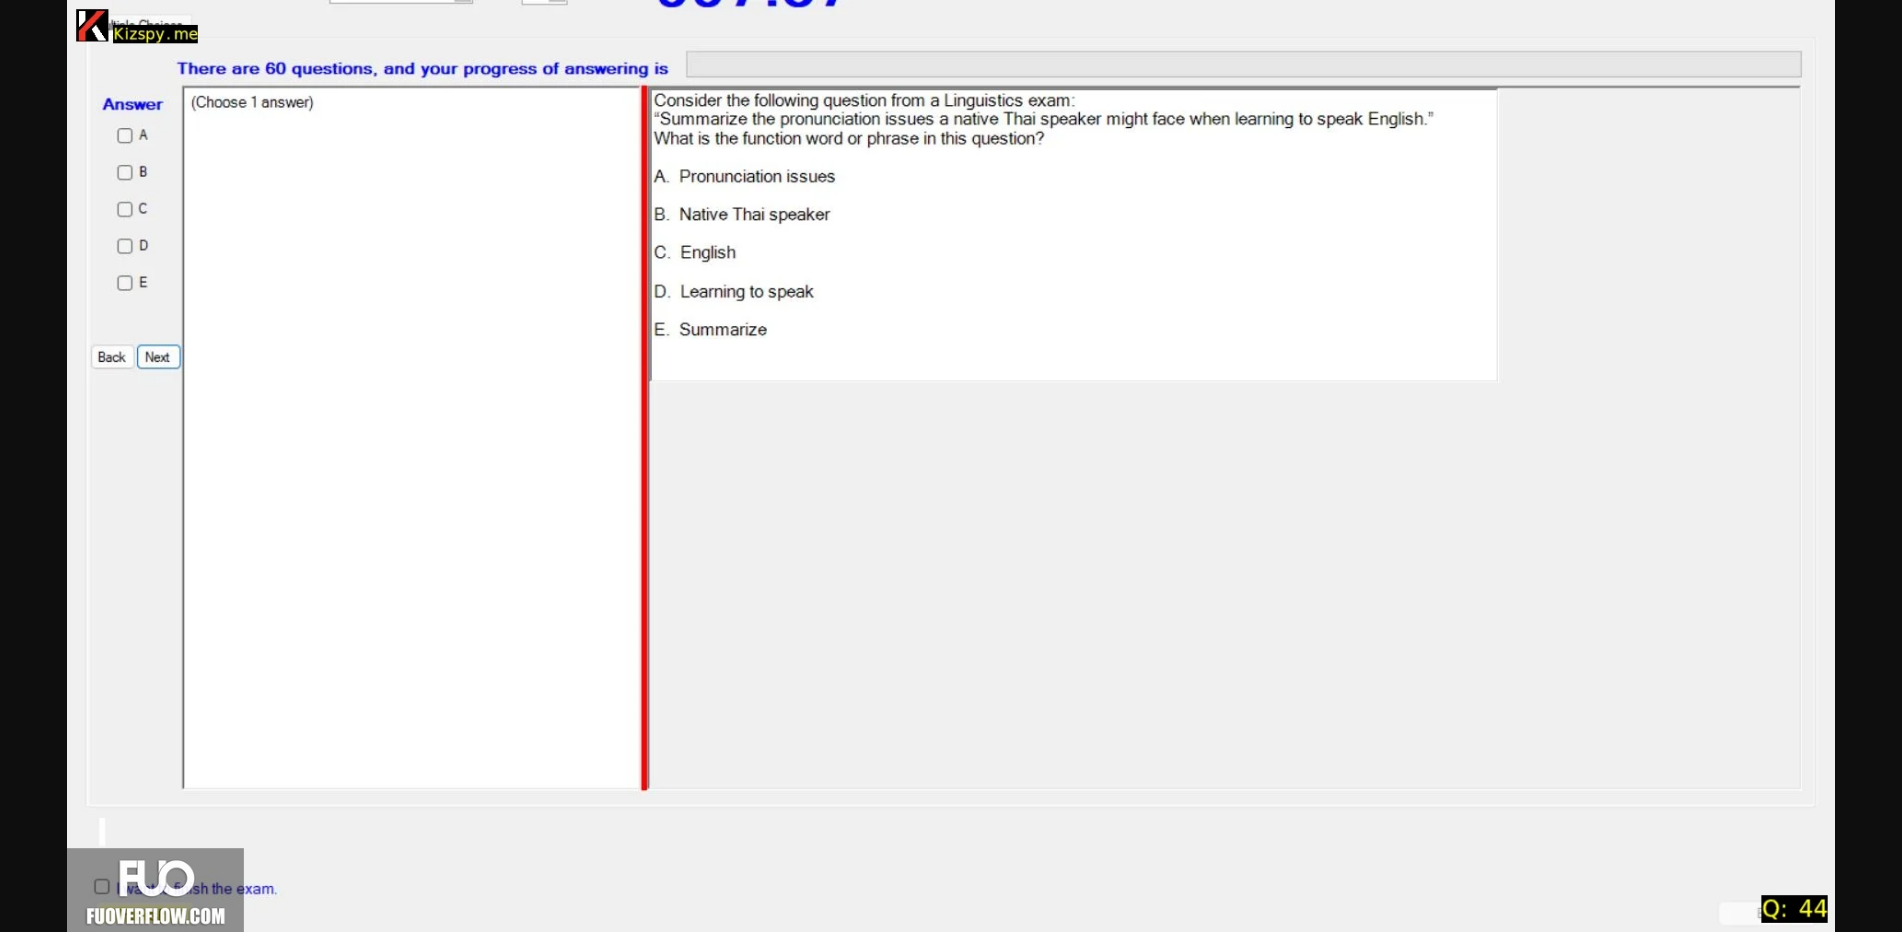 Kizspy.me
There are 60 questions, and your progress of answering is
Answer
A
B
C
D
E
Back Next
(Choose 1 answer)
Consider the following question from a Linguistics exam:
“Summarize the pronunciation issues a native Thai speaker might face when learning to speak English.”
What is the function word or phrase in this question?
A. Pronunciation issues
B. Native Thai speaker
C. English
D. Learning to speak
E. Summarize
FUO
the exam.
FUOVERFLOW.COM
Q: 44